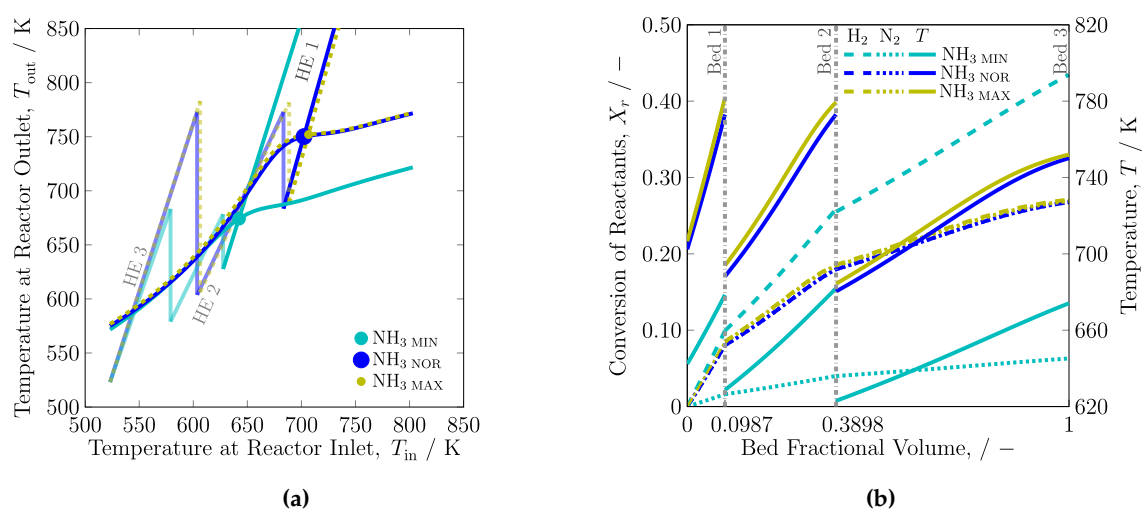 850
800
750
700
650
600
550
500
500 550 600 650 700 750 800 850
Temperature at Reactor Outlet, T_out / K
Temperature at Reactor Inlet, T_in / K
HE 1
HE 2
HE 3
NH₃ MIN
NH₃ NOR
NH₃ MAX
(a)
0.50
0.40
0.30
0.20
0.10
0
0 0.0987 0.3898 1
820
780
740
700
660
620
Conversion of Reactants, X_r / −
Bed Fractional Volume, / −
Temperature, T / K
Bed 1
Bed 2
Bed 3
H₂ N₂ T
NH₃ MIN
NH₃ NOR
NH₃ MAX
(b)